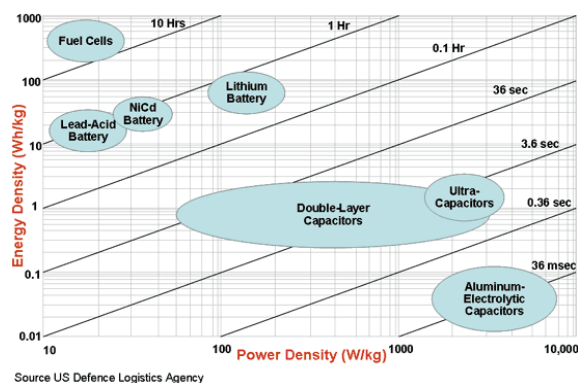 1000
10 Hrs
1 Hr
0.1 Hr
Fuel Cells
100
Lithium
Battery
36 sec
NiCd
Battery
Lead-Acid
Battery
10
3.6 sec
Energy Density (Wh/kg)
1
Double-Layer
Capacitors
Ultra-
Capacitors
0.36 sec
0.1
36 msec
Aluminum-
Electrolytic
Capacitors
0.01
10
100
1000
10,000
Power Density (W/kg)
Source US Defence Logistics Agency